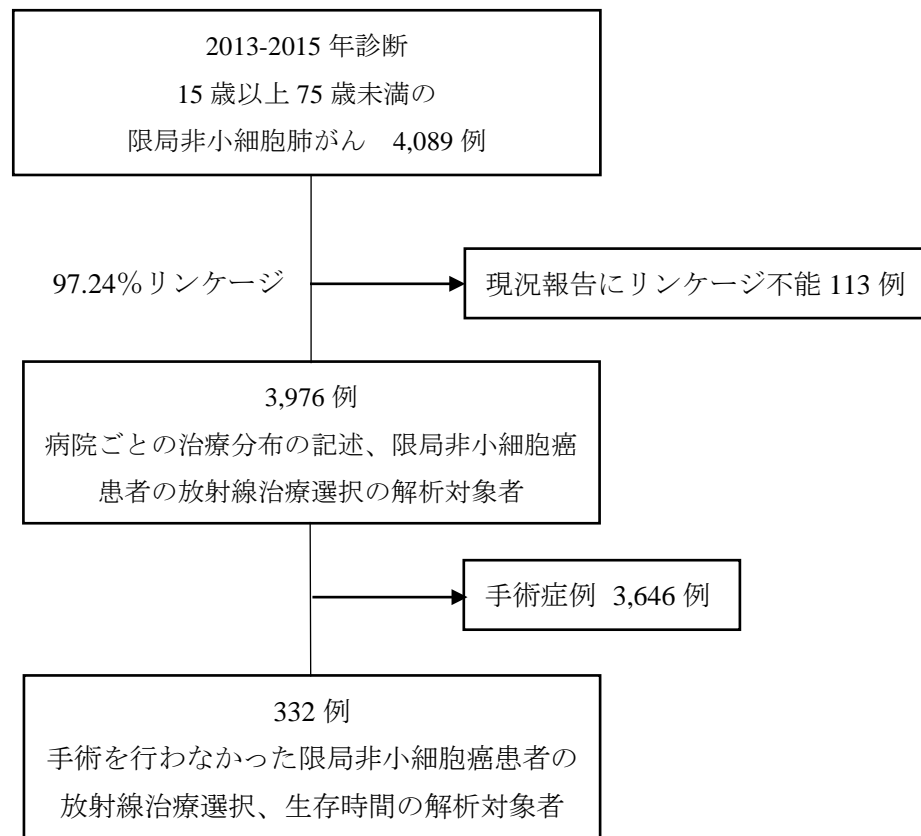 2013-2015 年診断
15 歳以上 75 歳未満の
限局非小細胞肺がん　4,089 例
97.24%リンケージ
現況報告にリンケージ不能 113 例
3,976 例
病院ごとの治療分布の記述、限局非小細胞癌
患者の放射線治療選択の解析対象者
手術症例 3,646 例
332 例
手術を行わなかった限局非小細胞癌患者の
放射線治療選択、生存時間の解析対象者